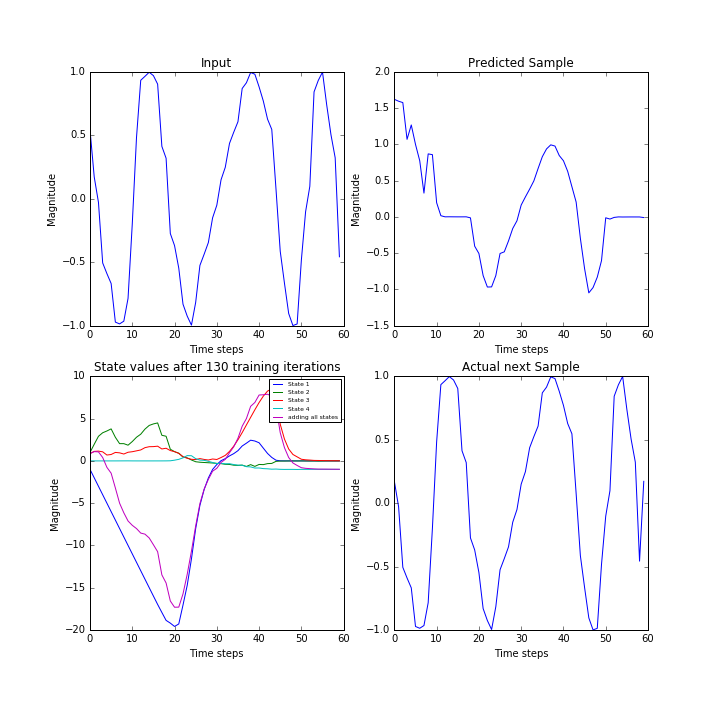 Input
1.0
0.5
0.0
−0.5
−1.0
Magnitude
0 10 20 30 40 50 60
Time steps
Predicted Sample
2.0
1.5
1.0
0.5
0.0
−0.5
−1.0
−1.5
Magnitude
0 10 20 30 40 50 60
Time steps
State values after 130 training iterations
10
5
0
−5
−10
−15
−20
Magnitude
0 10 20 30 40 50 60
Time steps
State 1
State 2
State 3
State 4
adding all states
Actual next Sample
1.0
0.5
0.0
−0.5
−1.0
Magnitude
0 10 20 30 40 50 60
Time steps